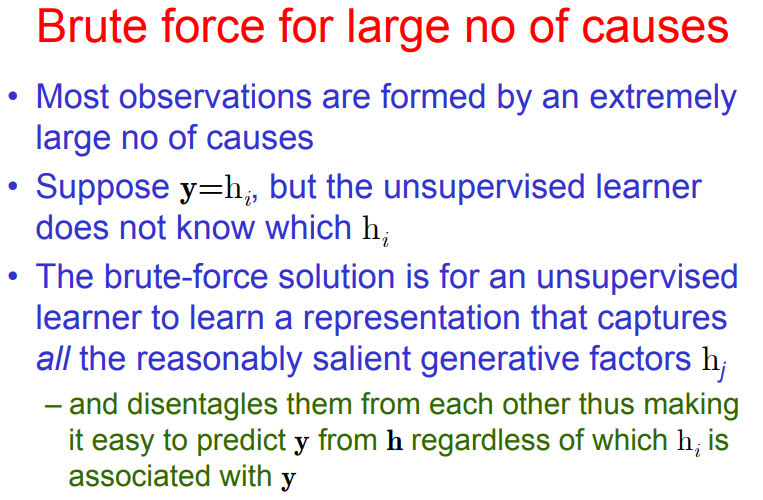 Brute force for large no of causes
• Most observations are formed by an extremely
large no of causes
• Suppose y=hᵢ, but the unsupervised learner
does not know which hᵢ
• The brute-force solution is for an unsupervised
learner to learn a representation that captures
all the reasonably salient generative factors hⱼ
– and disentagles them from each other thus making
it easy to predict y from h regardless of which hᵢ is
associated with y